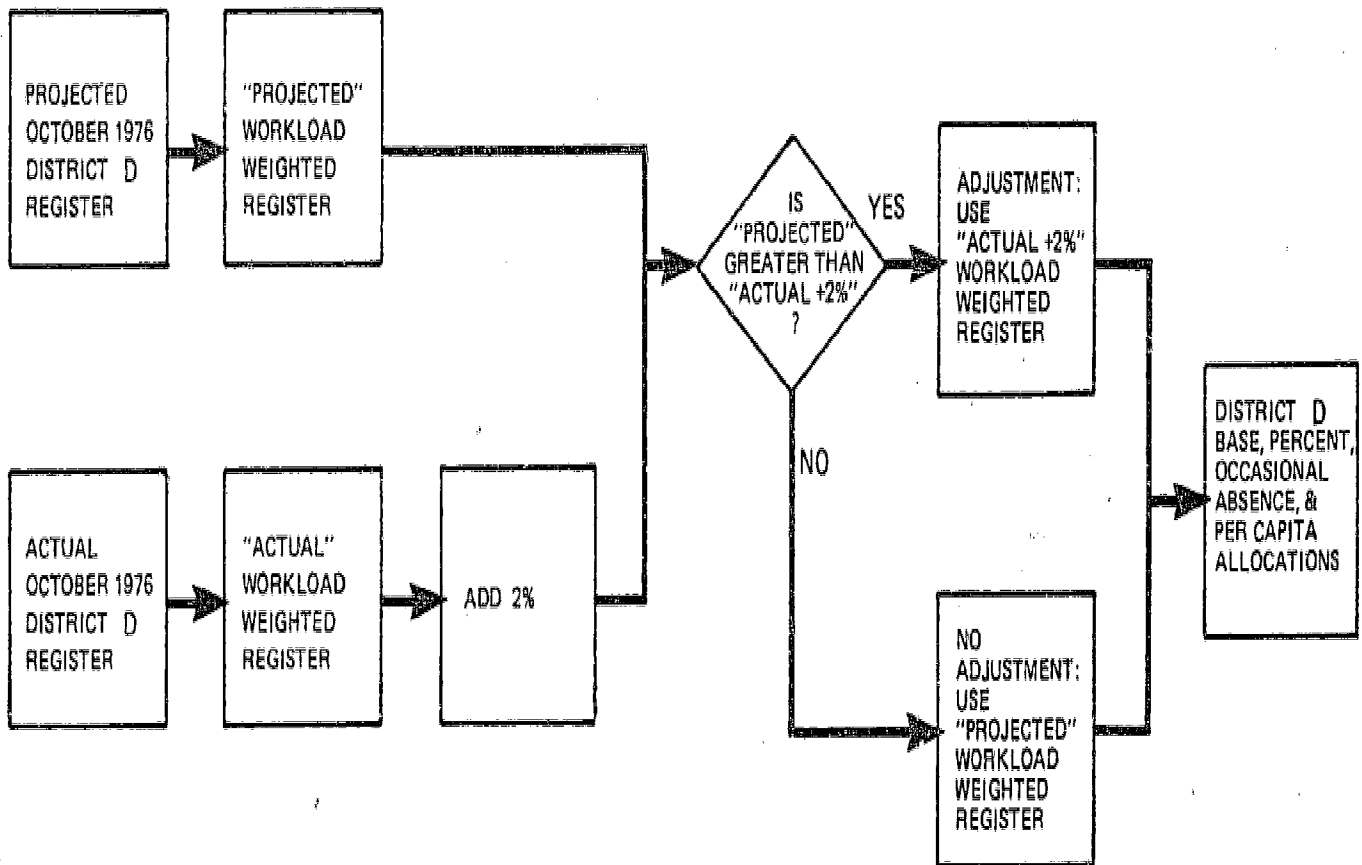 PROJECTED
OCTOBER 1976
DISTRICT D
REGISTER
"PROJECTED"
WORKLOAD
WEIGHTED
REGISTER
IS
"PROJECTED"
GREATER THAN
"ACTUAL +2%"
?
YES
NO
ADJUSTMENT:
USE
"ACTUAL +2%"
WORKLOAD
WEIGHTED
REGISTER
DISTRICT D
BASE, PERCENT,
OCCASIONAL
ABSENCE, &
PER CAPITA
ALLOCATIONS
ACTUAL
OCTOBER 1976
DISTRICT D
REGISTER
"ACTUAL"
WORKLOAD
WEIGHTED
REGISTER
ADD 2%
NO
ADJUSTMENT:
USE
"PROJECTED"
WORKLOAD
WEIGHTED
REGISTER